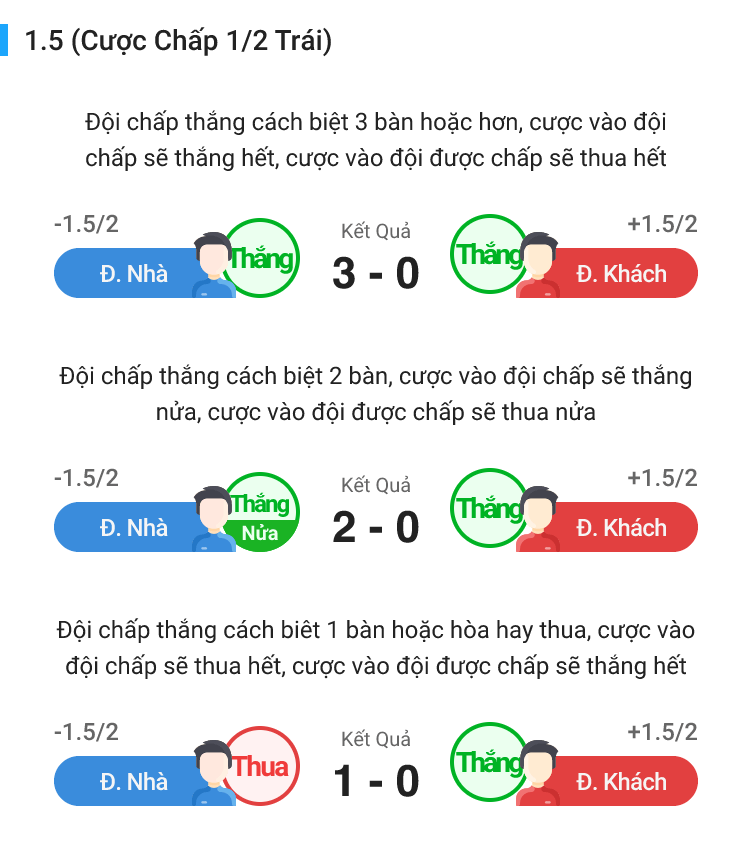 1.5 (Cược Chấp 1/2 Trái)
Đội chấp thắng cách biệt 3 bàn hoặc hơn, cược vào đội
chấp sẽ thắng hết, cược vào đội được chấp sẽ thua hết
-1.5/2
Đ. Nhà
Thắng
Kết Quả
3 - 0
Thắng
+1.5/2
Đ. Khách
Đội chấp thắng cách biệt 2 bàn, cược vào đội chấp sẽ thắng
nửa, cược vào đội được chấp sẽ thua nửa
-1.5/2
Đ. Nhà
Thắng
Nửa
Kết Quả
2 - 0
Thắng
+1.5/2
Đ. Khách
Đội chấp thắng cách biêt 1 bàn hoặc hòa hay thua, cược vào
đội chấp sẽ thua hết, cược vào đội được chấp sẽ thắng hết
-1.5/2
Đ. Nhà
Thua
Kết Quả
1 - 0
Thắng
+1.5/2
Đ. Khách